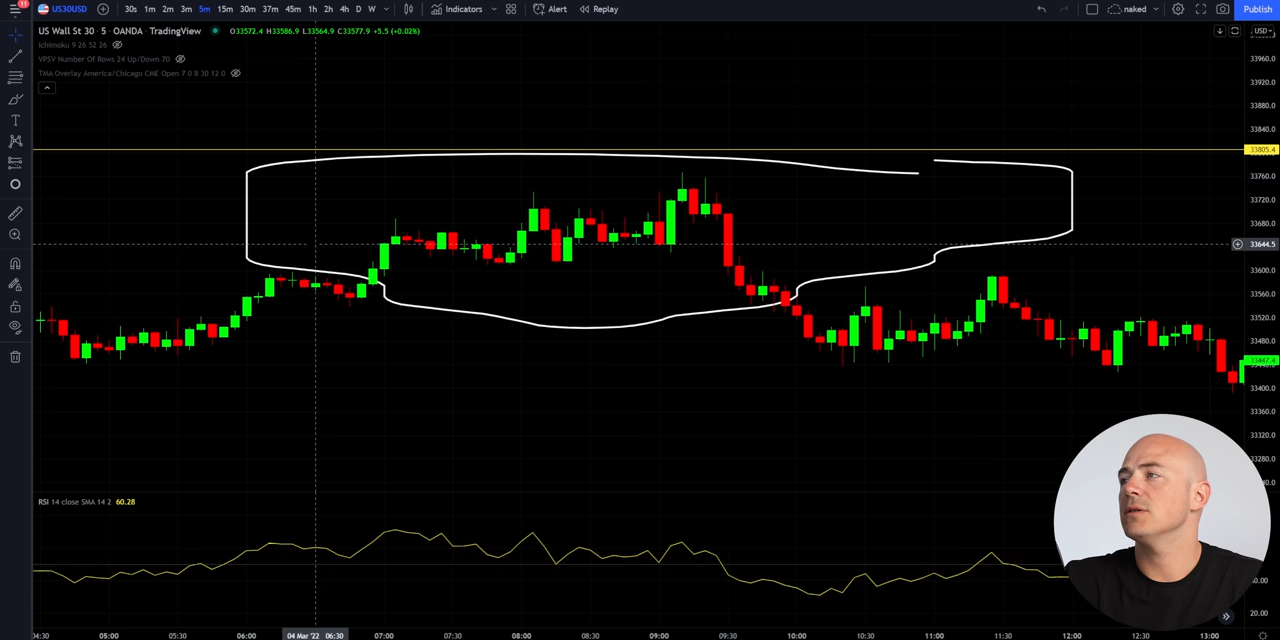 11
US30USD
30s 1m 2m 3m 5m 15m 30m 37m 45m 1h 2h 4h D W
Indicators
Alert
Replay
naked
Publish
US Wall St 30 · 5 · OANDA · TradingView
O33572.4 H33586.9 L33564.9 C33577.9 +5.5 (+0.02%)
USD
Ichimoku 9 26 52 26
VPSV Number Of Rows 24 Up/Down 70
TMA Overlay America/Chicago CME Open 7 0 8 30 12 0
33960.0
33920.0
33880.0
33840.0
33805.4
33760.0
33720.0
33680.0
33644.5
33600.0
33560.0
33520.0
33480.0
33447.4
33400.0
33360.0
33320.0
33280.0
RSI 14 close SMA 14 2 60.28
20.00
04:30 05:00 05:30 06:00 04 Mar '22 06:30 07:00 07:30 08:00 08:30 09:00 09:30 10:00 10:30 11:00 11:30 12:00 12:30 13:00